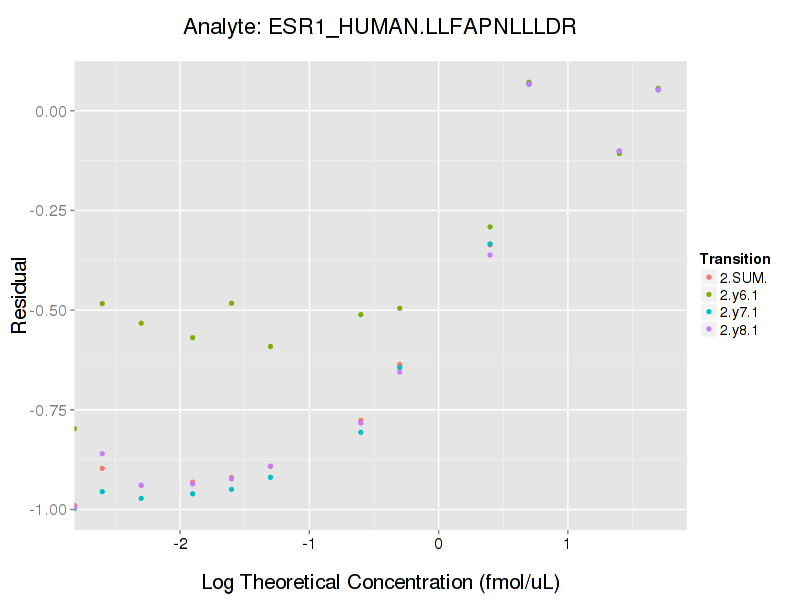 Analyte: ESR1_HUMAN.LLFAPNLLLDR
0.00
-0.25
-0.50
-0.75
-1.00
Residual
-2
-1
0
1
Log Theoretical Concentration (fmol/uL)
Transition
2.SUM.
2.y6.1
2.y7.1
2.y8.1